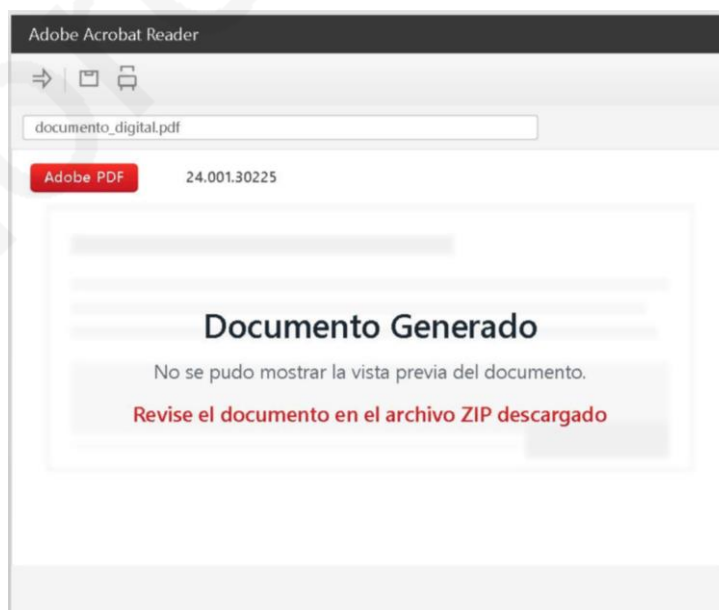 Adobe Acrobat Reader
documento_digital.pdf
Adobe PDF 24.001.30225
Documento Generado
No se pudo mostrar la vista previa del documento.
Revise el documento en el archivo ZIP descargado